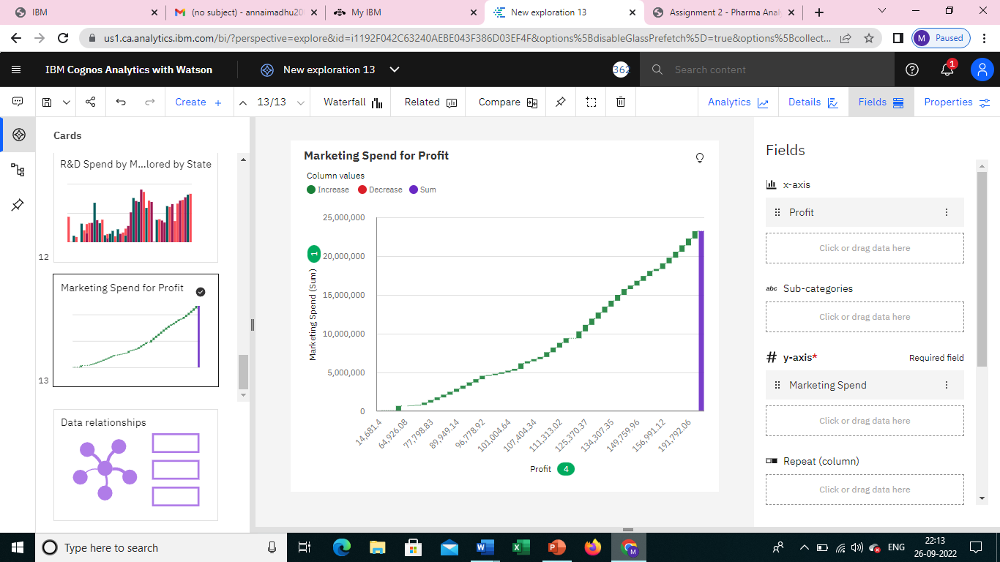 IBM
(no subject) - annaimadhu20
My IBM
New exploration 13
Assignment 2 - Pharma Anal
us1.ca.analytics.ibm.com/bi/?perspective=explore&id=i1192F042C63240AEBE043F386D03EF4F&options%5BdisableGlassPrefetch%5D=true&options%5Bcollect...
M Paused
IBM Cognos Analytics with Watson
New exploration 13
362
Search content
1
Create +
13/13
Waterfall
Related
Compare
Analytics
Details
Fields
Properties
Cards
R&D Spend by M...lored by State
12
Marketing Spend for Profit
13
Data relationships
Marketing Spend for Profit
Column values
Increase Decrease Sum
25,000,000
20,000,000
15,000,000
10,000,000
5,000,000
0
Marketing Spend (Sum) 1
14,681.4 64,926.08 77,798.83 89,949.14 96,778.92 101,004.64 107,404.34 111,313.02 125,370.37 134,307.35 149,759.96 156,991.12 191,792.06
Profit 4
Fields
x-axis
Profit
Click or drag data here
abc Sub-categories
Click or drag data here
# y-axis* Required field
Marketing Spend
Click or drag data here
Repeat (column)
Click or drag data here
Type here to search
M
ENG
22:13
26-09-2022